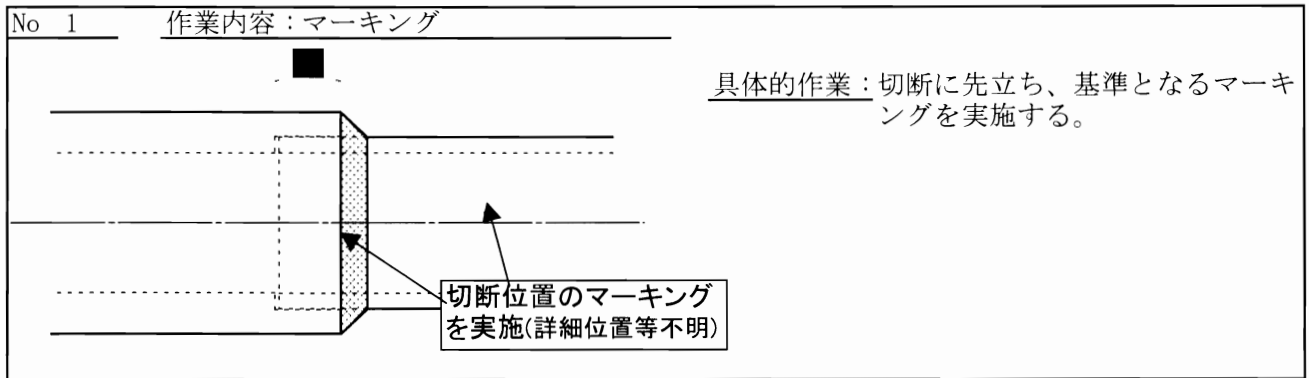 No 1 作業内容：マーキング
具体的作業：切断に先立ち、基準となるマーキ
ングを実施する。
切断位置のマーキング
を実施(詳細位置等不明)